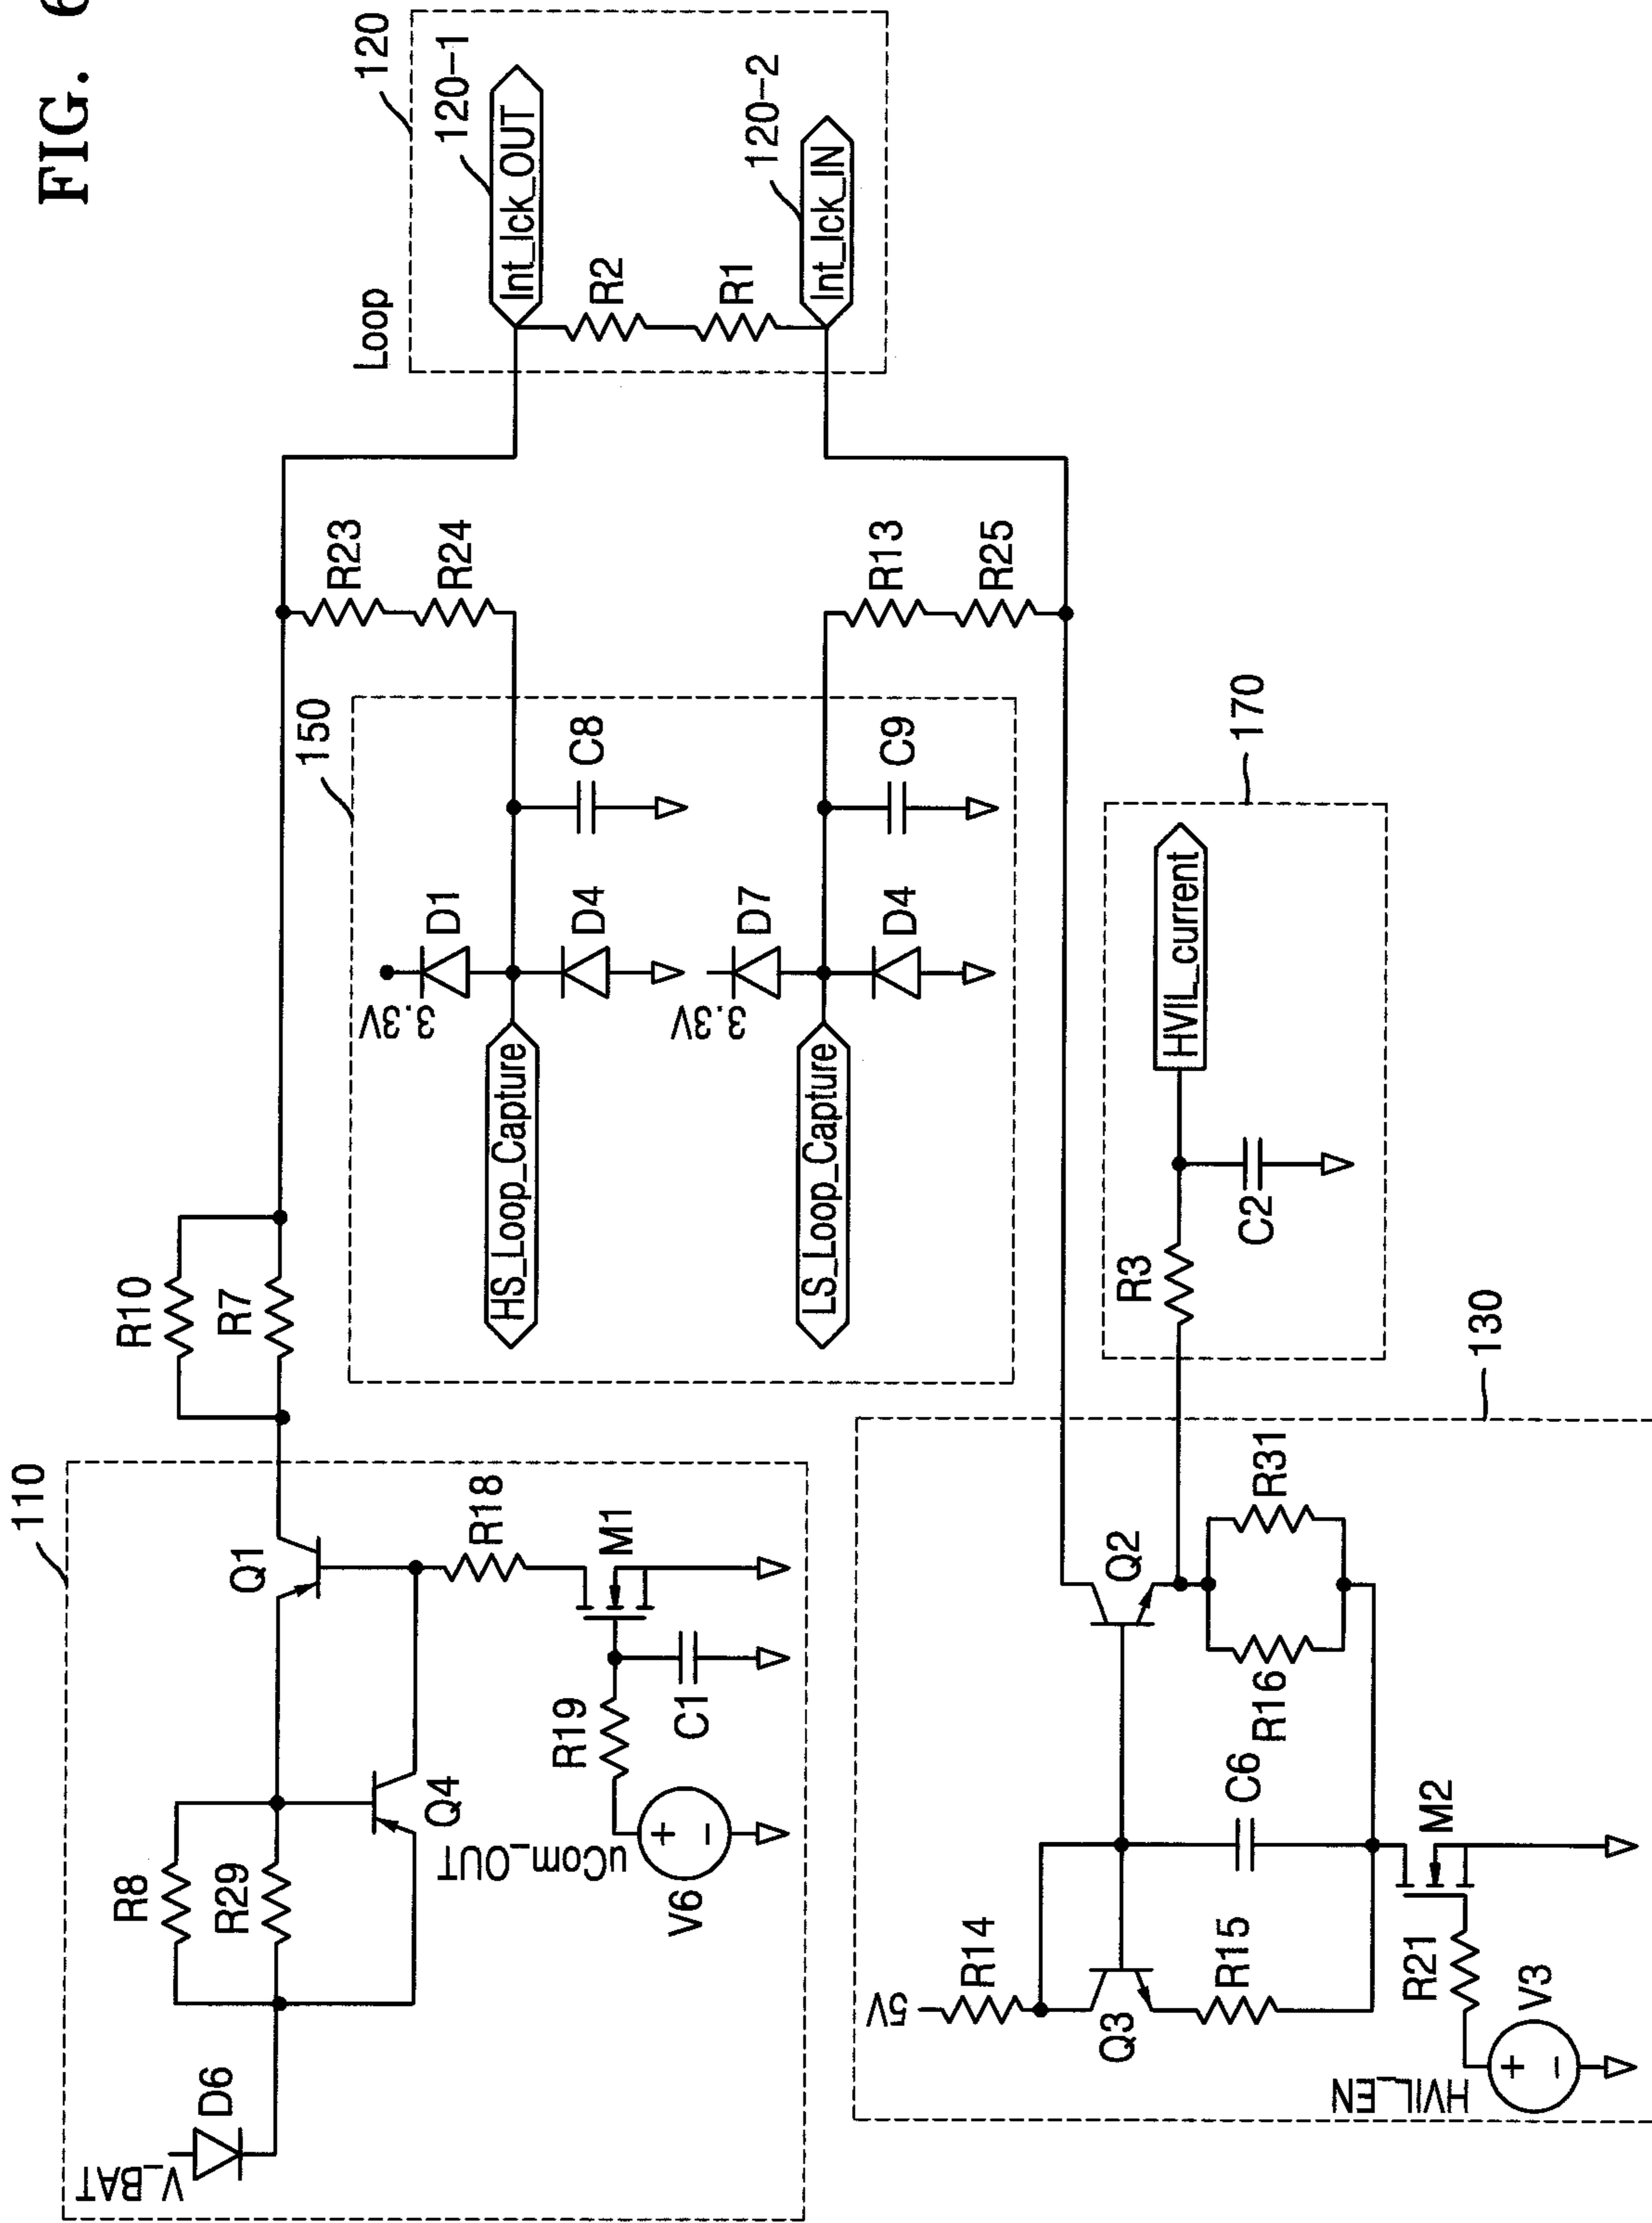 FIG. 6
110
V_BAT
D6
R8
R29
Q4
Q1
R18
M1
R19
C1
uCom_OUT
V6
R10
R7
150
3.3V
D1
HS_Loop_Capture
D4
C8
3.3V
D7
LS_Loop_Capture
D4
C9
R23
R24
R13
R25
Loop
120
120-1
Int_lck_OUT
R2
R1
120-2
Int_lck_IN
130
5V
R14
Q3
R15
C6
Q2
R16
R31
M2
R21
HVIL_EN
V3
170
R3
C2
HVIL_current